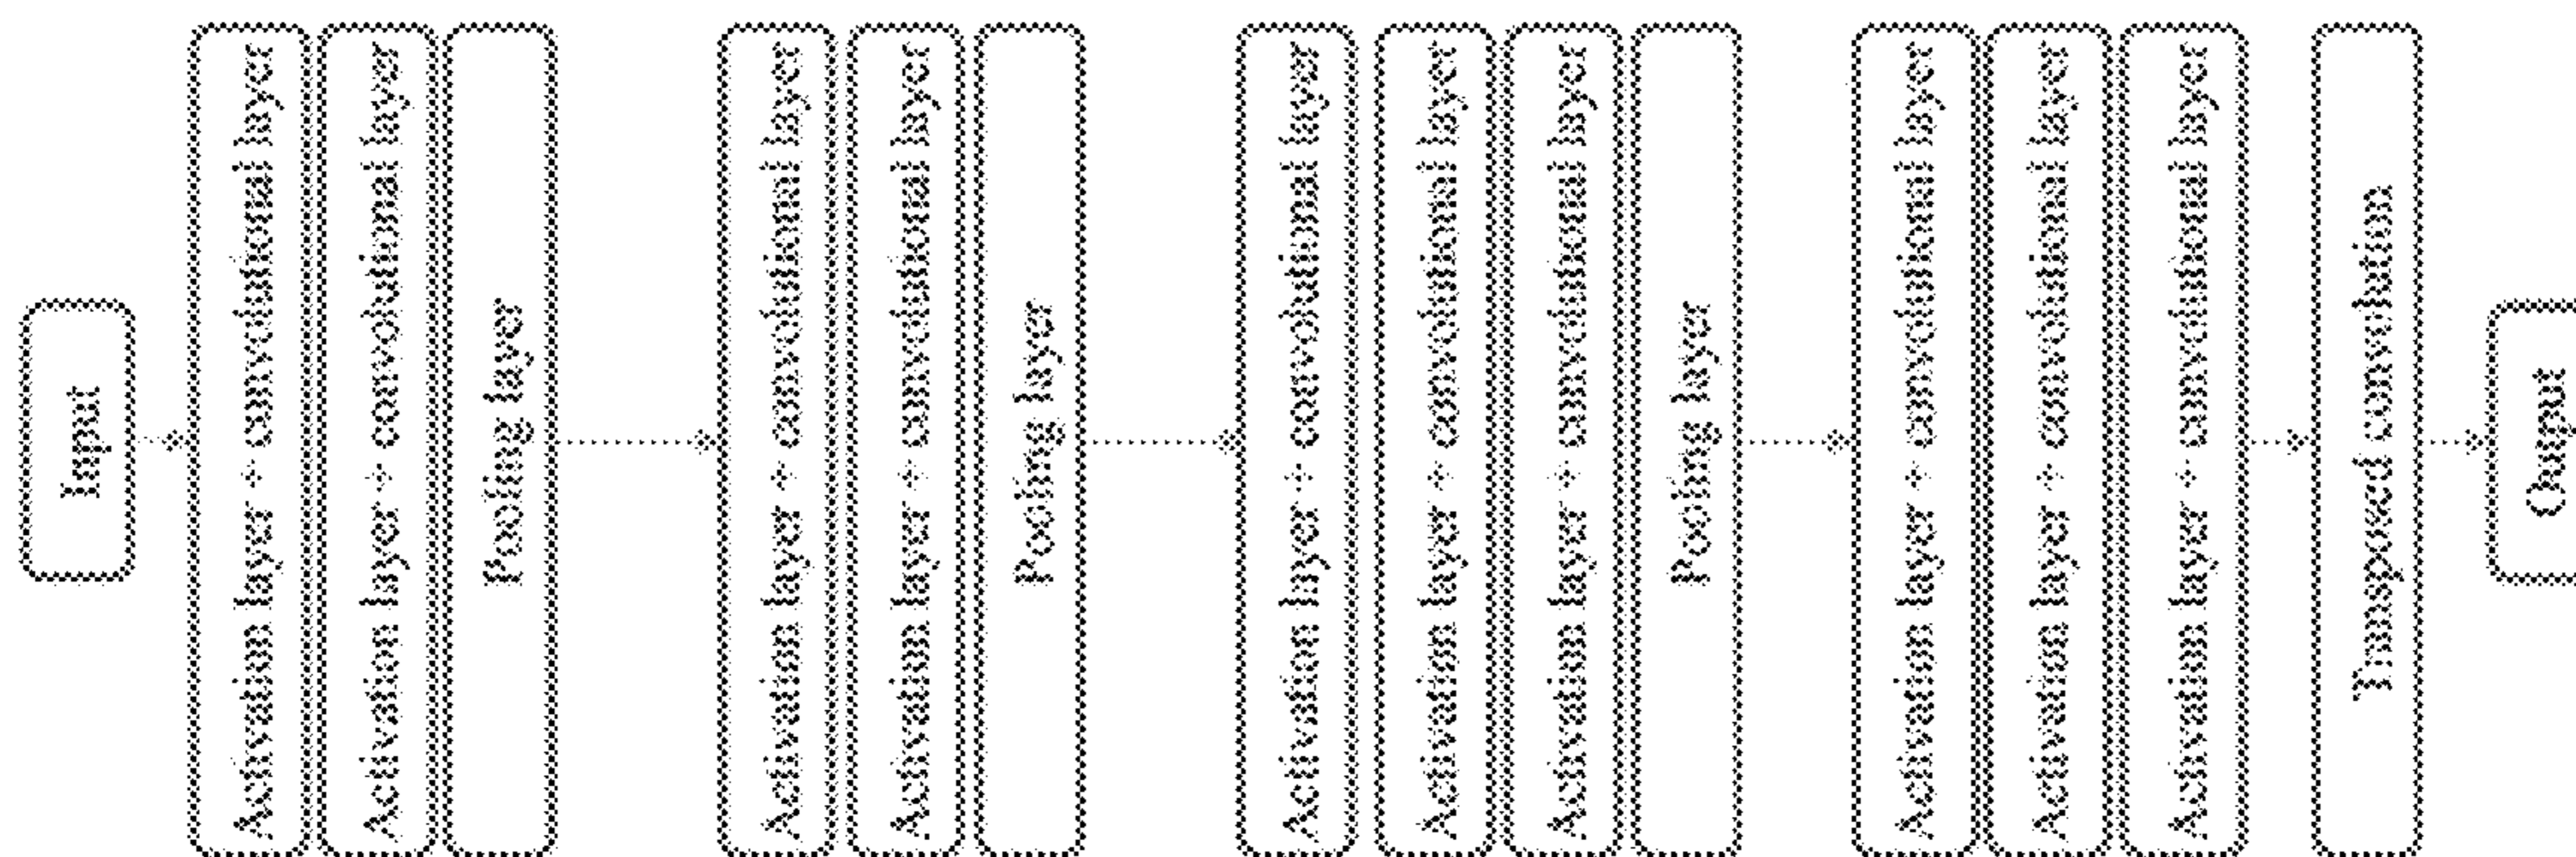 Input
Activation layer + convolutional layer
Activation layer + convolutional layer
Pooling layer
Activation layer + convolutional layer
Activation layer + convolutional layer
Pooling layer
Activation layer + convolutional layer
Activation layer + convolutional layer
Activation layer + convolutional layer
Pooling layer
Activation layer + convolutional layer
Activation layer + convolutional layer
Activation layer + convolutional layer
Transposed convolution
Output